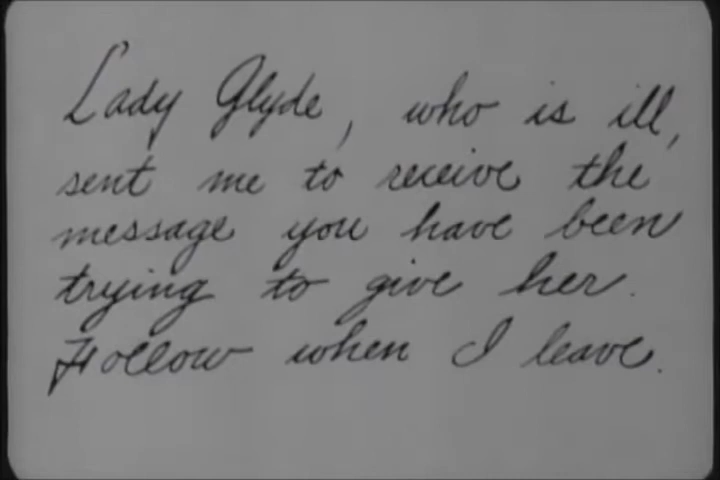 Lady Glyde, who is ill,
sent me to receive the
message you have been
trying to give her.
Follow when I leave.